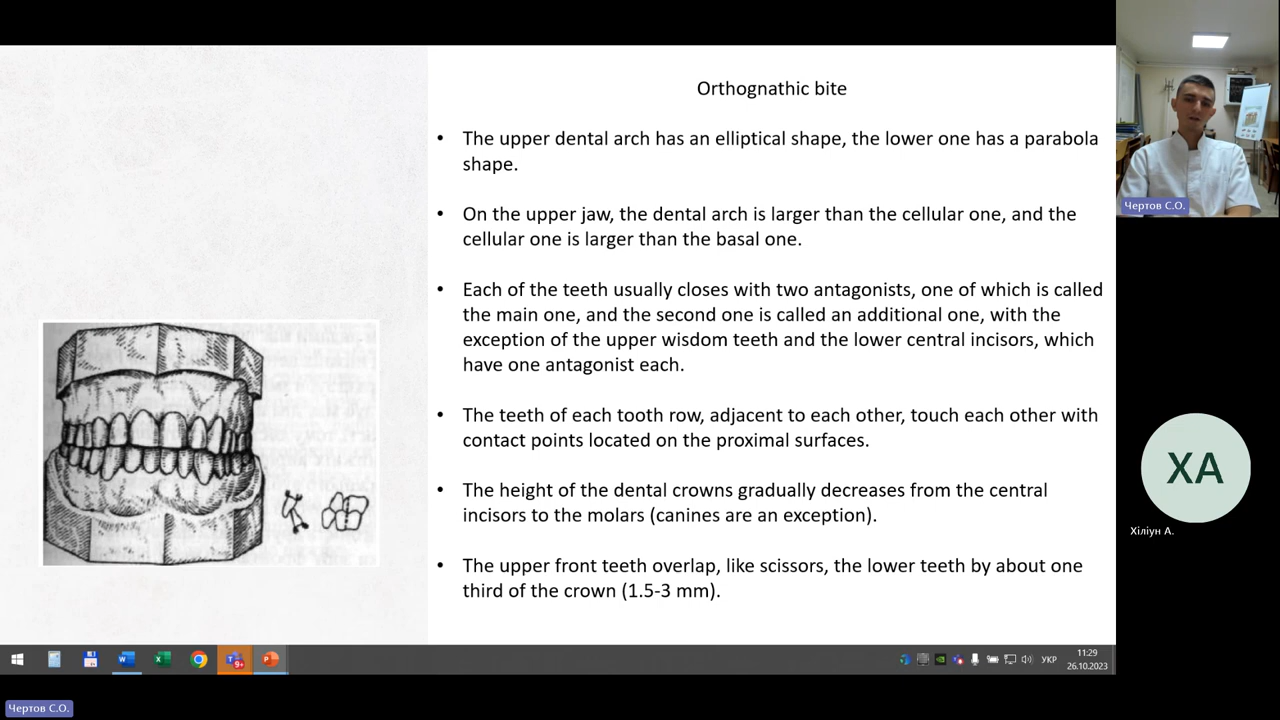 Orthognathic bite
• The upper dental arch has an elliptical shape, the lower one has a parabola
shape.
• On the upper jaw, the dental arch is larger than the cellular one, and the
cellular one is larger than the basal one.
• Each of the teeth usually closes with two antagonists, one of which is called
the main one, and the second one is called an additional one, with the
exception of the upper wisdom teeth and the lower central incisors, which
have one antagonist each.
• The teeth of each tooth row, adjacent to each other, touch each other with
contact points located on the proximal surfaces.
• The height of the dental crowns gradually decreases from the central
incisors to the molars (canines are an exception).
• The upper front teeth overlap, like scissors, the lower teeth by about one
third of the crown (1.5-3 mm).
Чертов С.О.
ХА
Хіліун А.
9+
УКР
11:29
26.10.2023
Чертов С.О.